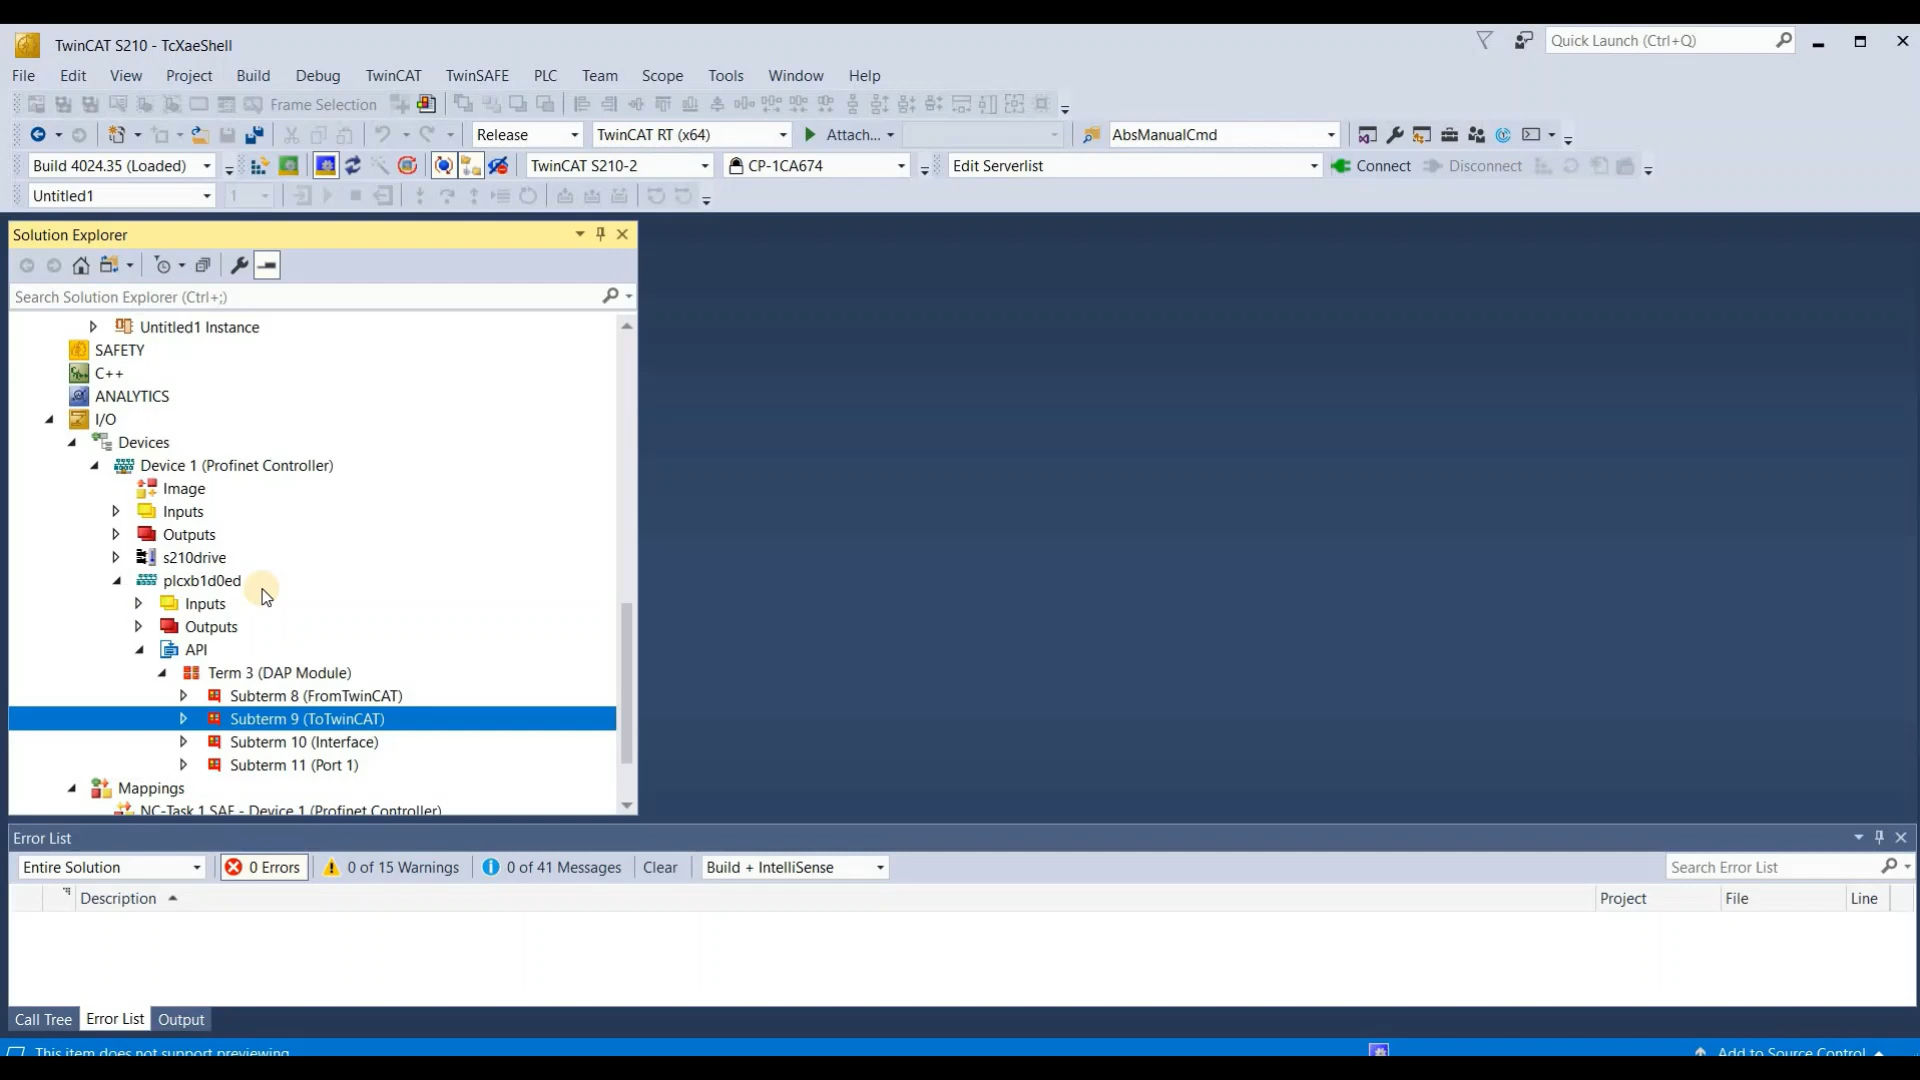 TwinCAT S210 - TcXaeShell
Quick Launch (Ctrl+Q)
File Edit View Project Build Debug TwinCAT TwinSAFE PLC Team Scope Tools Window Help
Frame Selection
Release TwinCAT RT (x64) Attach... AbsManualCmd
Build 4024.35 (Loaded) TwinCAT S210-2 CP-1CA674 Edit Serverlist Connect Disconnect
Untitled1 1
Solution Explorer
Search Solution Explorer (Ctrl+;)
Untitled1 Instance
SAFETY
C++
ANALYTICS
I/O
Devices
Device 1 (Profinet Controller)
Image
Inputs
Outputs
s210drive
plcxb1d0ed
Inputs
Outputs
API
Term 3 (DAP Module)
Subterm 8 (FromTwinCAT)
Subterm 9 (ToTwinCAT)
Subterm 10 (Interface)
Subterm 11 (Port 1)
Mappings
NC-Task 1 SAF - Device 1 (Profinet Controller)
Error List
Entire Solution 0 Errors 0 of 15 Warnings 0 of 41 Messages Clear Build + IntelliSense Search Error List
Description Project File Line
Call Tree Error List Output
This item does not support previewing Add to Source Control